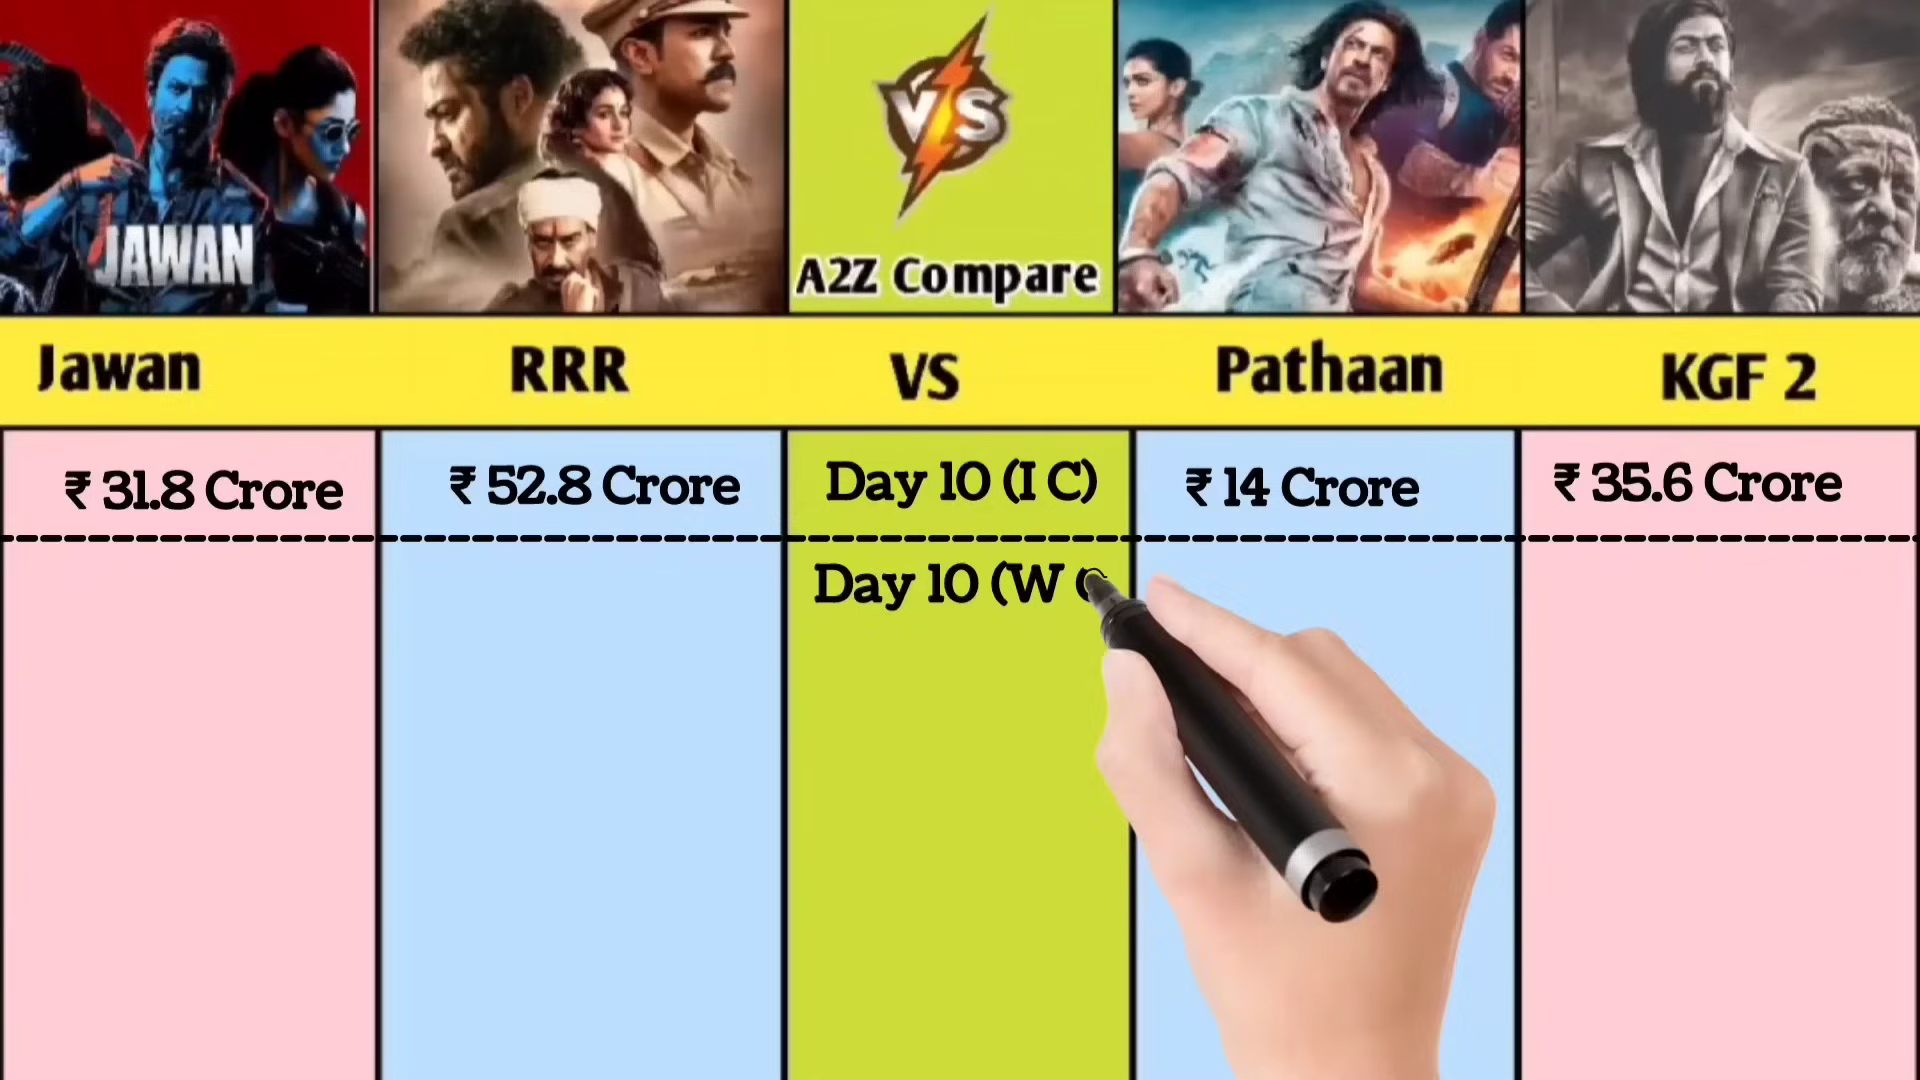 JAWAN
VS
A2Z Compare
Jawan RRR VS Pathaan KGF 2
₹ 31.8 Crore ₹ 52.8 Crore Day 10 (I C) ₹ 14 Crore ₹ 35.6 Crore
Day 10 (W